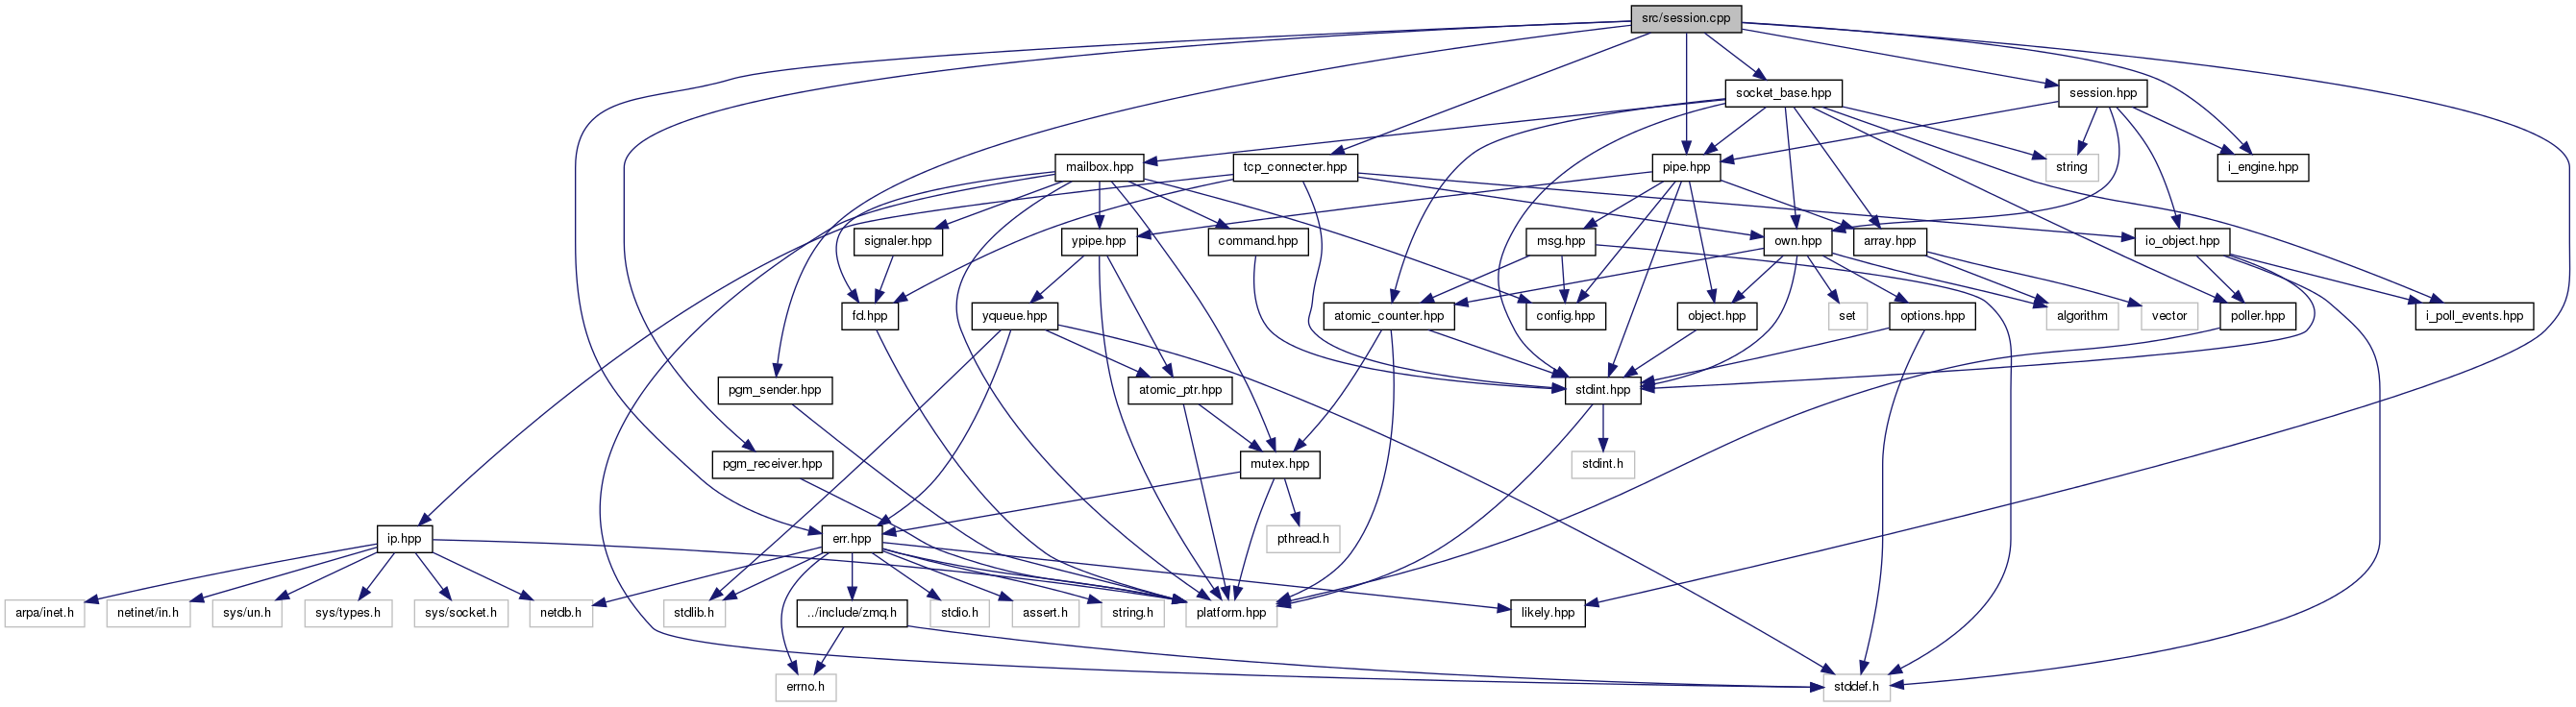 src/session.cpp
socket_base.hpp
session.hpp
mailbox.hpp
tcp_connecter.hpp
pipe.hpp
string
i_engine.hpp
signaler.hpp
ypipe.hpp
command.hpp
msg.hpp
own.hpp
array.hpp
io_object.hpp
fd.hpp
yqueue.hpp
atomic_counter.hpp
config.hpp
object.hpp
set
options.hpp
algorithm
vector
poller.hpp
i_poll_events.hpp
pgm_sender.hpp
atomic_ptr.hpp
stdint.hpp
pgm_receiver.hpp
mutex.hpp
stdint.h
ip.hpp
err.hpp
pthread.h
arpa/inet.h
netinet/in.h
sys/un.h
sys/types.h
sys/socket.h
netdb.h
stdlib.h
../include/zmq.h
stdio.h
assert.h
string.h
platform.hpp
likely.hpp
errno.h
stddef.h